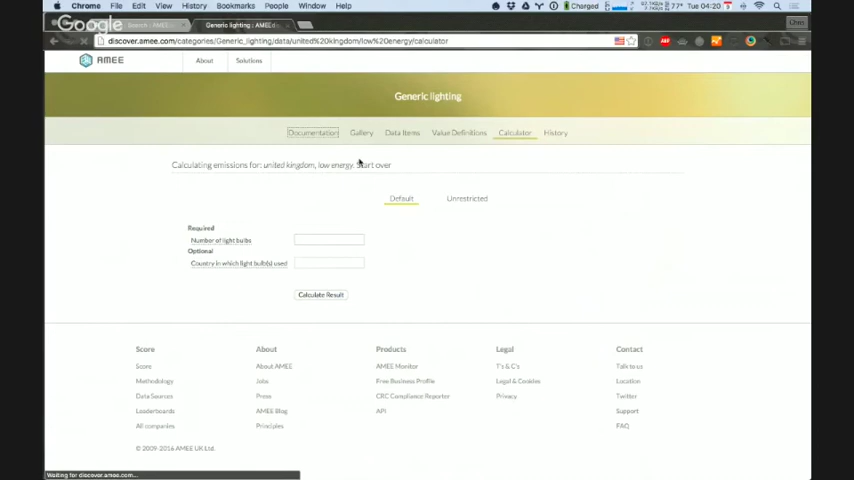 Chrome File Edit View History Bookmarks People Window Help Charged 77° Tue 04:20
Google Search - AMEE Generic lighting : AMEE d Chris
discover.amee.com/categories/Generic_lighting/data/united%20kingdom/low%20energy/calculator
AMEE About Solutions
Generic lighting
Documentation Gallery Data Items Value Definitions Calculator History
Calculating emissions for: united kingdom, low energy. Start over
Default Unrestricted
Required
Number of light bulbs
Optional
Country in which light bulb(s) used
Calculate Result
Score About Products Legal Contact
Score About AMEE AMEE Monitor T's & C's Talk to us
Methodology Jobs Free Business Profile Legal & Cookies Location
Data Sources Press CRC Compliance Reporter Privacy Twitter
Leaderboards AMEE Blog API Support
All companies Principles FAQ
© 2009-2016 AMEE UK Ltd.
Waiting for discover.amee.com...